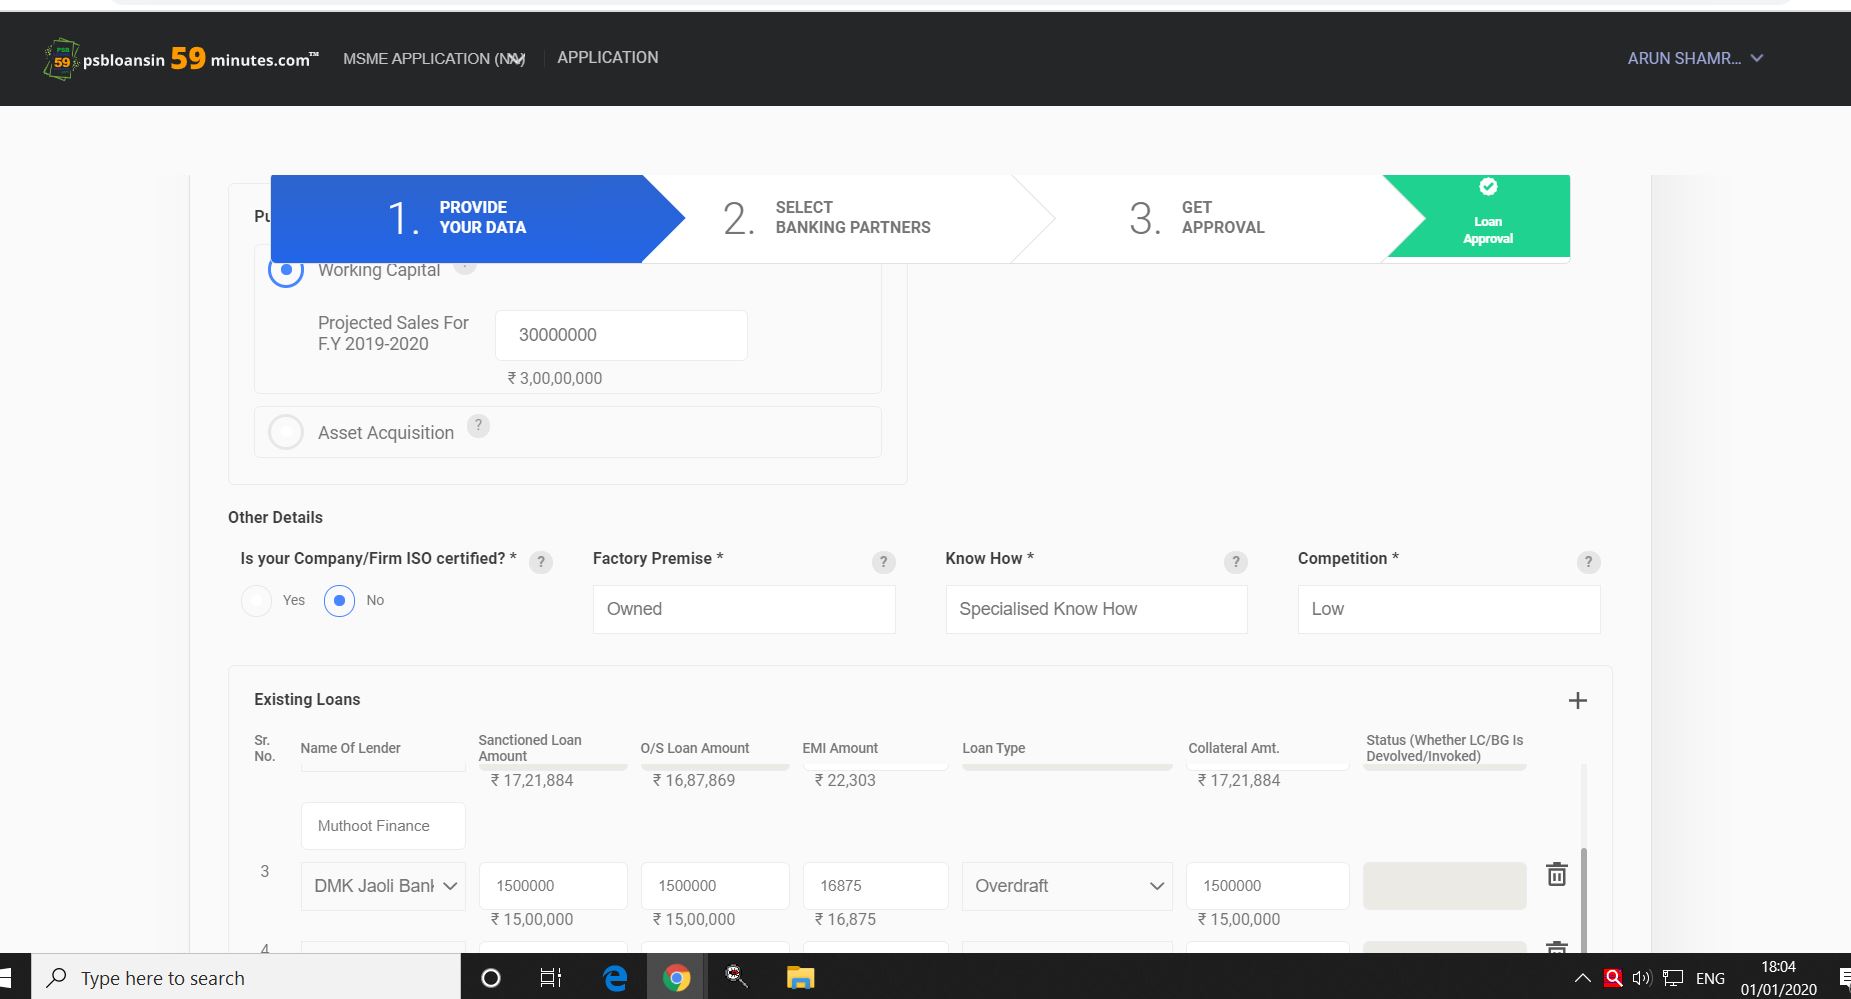 PSB
59
psbloansin 59 minutes.com™
MSME APPLICATION
APPLICATION
ARUN SHAMR...
1. PROVIDE YOUR DATA
2. SELECT BANKING PARTNERS
3. GET APPROVAL
Loan
Approval
Pu
Working Capital
Projected Sales For
F.Y 2019-2020
30000000
₹ 3,00,00,000
Asset Acquisition ?
Other Details
Is your Company/Firm ISO certified? * ?
Yes No
Factory Premise * ?
Owned
Know How * ?
Specialised Know How
Competition * ?
Low
Existing Loans +
Sr. No. Name Of Lender Sanctioned Loan Amount O/S Loan Amount EMI Amount Loan Type Collateral Amt. Status (Whether LC/BG Is Devolved/Invoked)
₹ 17,21,884 ₹ 16,87,869 ₹ 22,303 ₹ 17,21,884
Muthoot Finance
3 DMK Jaoli Bank 1500000 1500000 16875 Overdraft 1500000
₹ 15,00,000 ₹ 15,00,000 ₹ 16,875 ₹ 15,00,000
4
Type here to search
ENG
18:04
01/01/2020